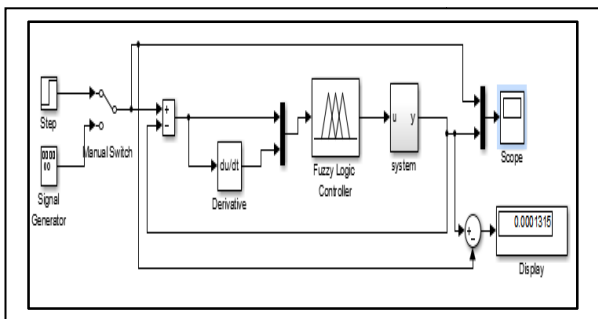 Step
Manual Switch
Signal
Generator
+
−
du/dt
Derivative
Fuzzy Logic
Controller
u y
system
Scope
+
−
0.0001315
Display